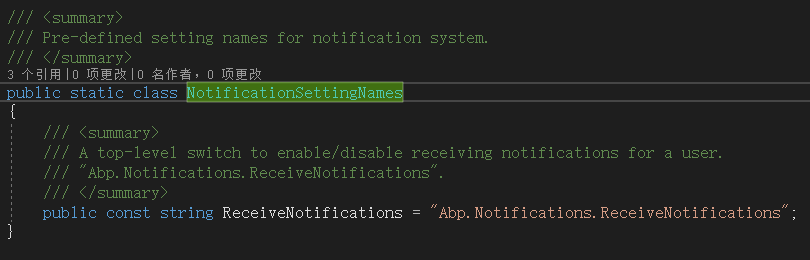 /// <summary>
/// Pre-defined setting names for notification system.
/// </summary>
3 个引用|0 项更改|0 名作者，0 项更改
public static class NotificationSettingNames
{
/// <summary>
/// A top-level switch to enable/disable receiving notifications for a user.
/// "Abp.Notifications.ReceiveNotifications".
/// </summary>
public const string ReceiveNotifications = "Abp.Notifications.ReceiveNotifications";
}